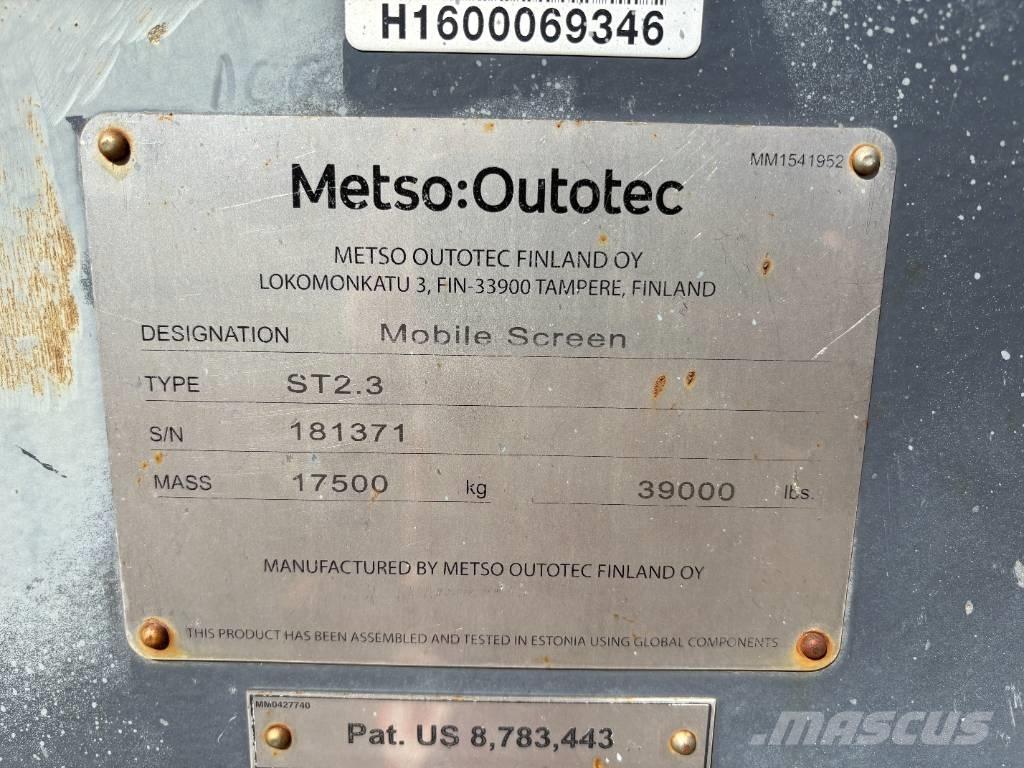 H1600069346
MM1541952
Metso:Outotec
METSO OUTOTEC FINLAND OY
LOKOMONKATU 3, FIN-33900 TAMPERE, FINLAND
DESIGNATION Mobile Screen
TYPE ST2.3
S/N 181371
MASS 17500 kg 39000 lbs.
MANUFACTURED BY METSO OUTOTEC FINLAND OY
THIS PRODUCT HAS BEEN ASSEMBLED AND TESTED IN ESTONIA USING GLOBAL COMPONENTS
MM0427740
Pat. US 8,783,443
MASCUS